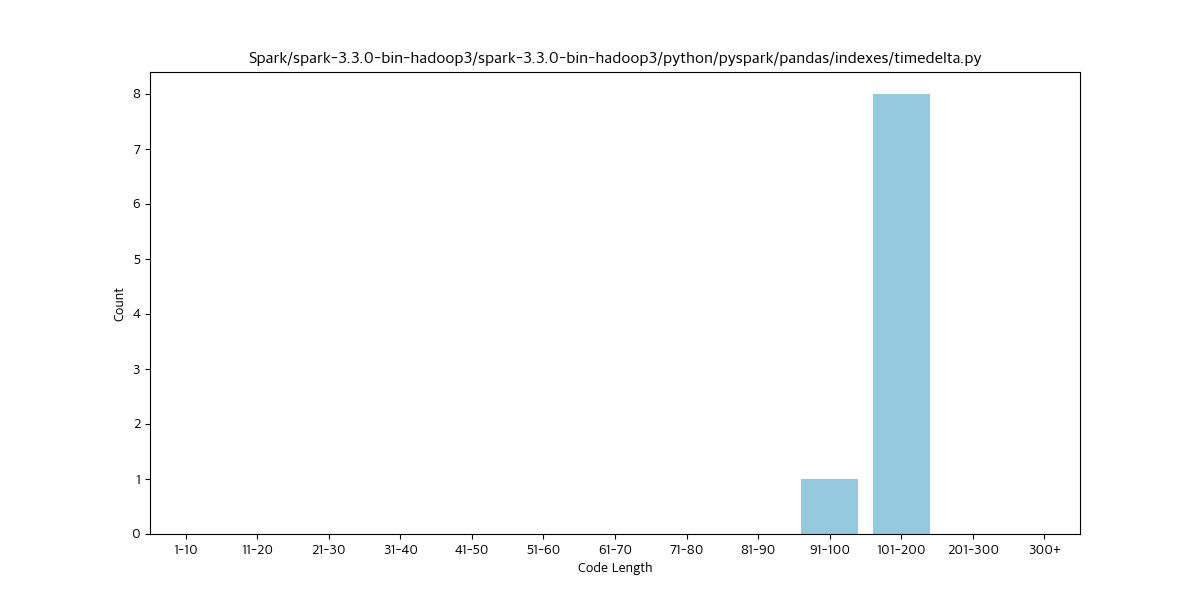 Spark/spark-3.3.0-bin-hadoop3/spark-3.3.0-bin-hadoop3/python/pyspark/pandas/indexes/timedelta.py
8
7
6
5
4
3
2
1
0
Count
1-10 11-20 21-30 31-40 41-50 51-60 61-70 71-80 81-90 91-100 101-200 201-300 300+
Code Length